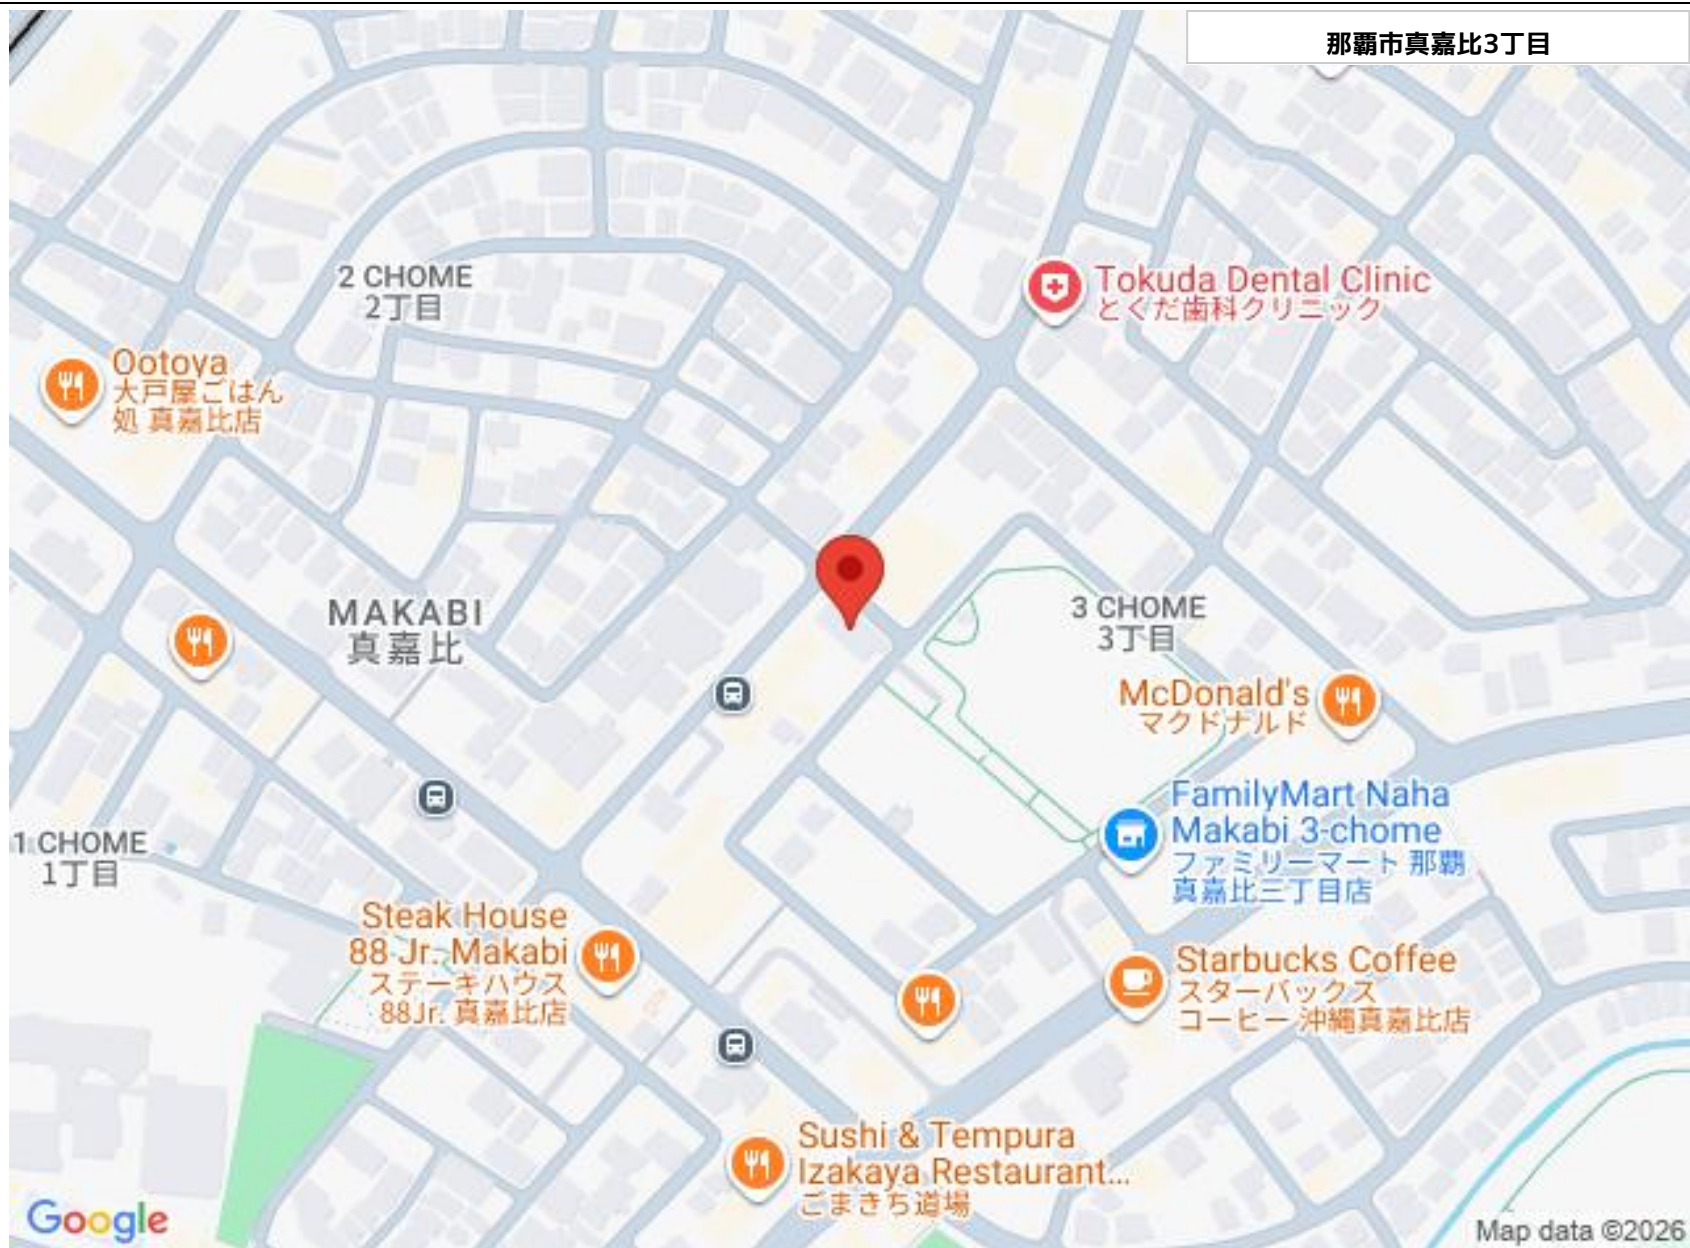 那覇市真嘉比3丁目
2 CHOME
2丁目
Tokuda Dental Clinic
とくだ歯科クリニック
Ootoya
大戸屋ごはん
処 真嘉比店
MAKABI
真嘉比
3 CHOME
3丁目
McDonald's
マクドナルド
FamilyMart Naha
Makabi 3-chome
ファミリーマート 那覇
真嘉比三丁目店
1 CHOME
1丁目
Steak House
88 Jr. Makabi
ステーキハウス
88Jr. 真嘉比店
Starbucks Coffee
スターバックス
コーヒー 沖縄真嘉比店
Sushi & Tempura
Izakaya Restaurant...
ごまきち道場
Google
Map data ©2026